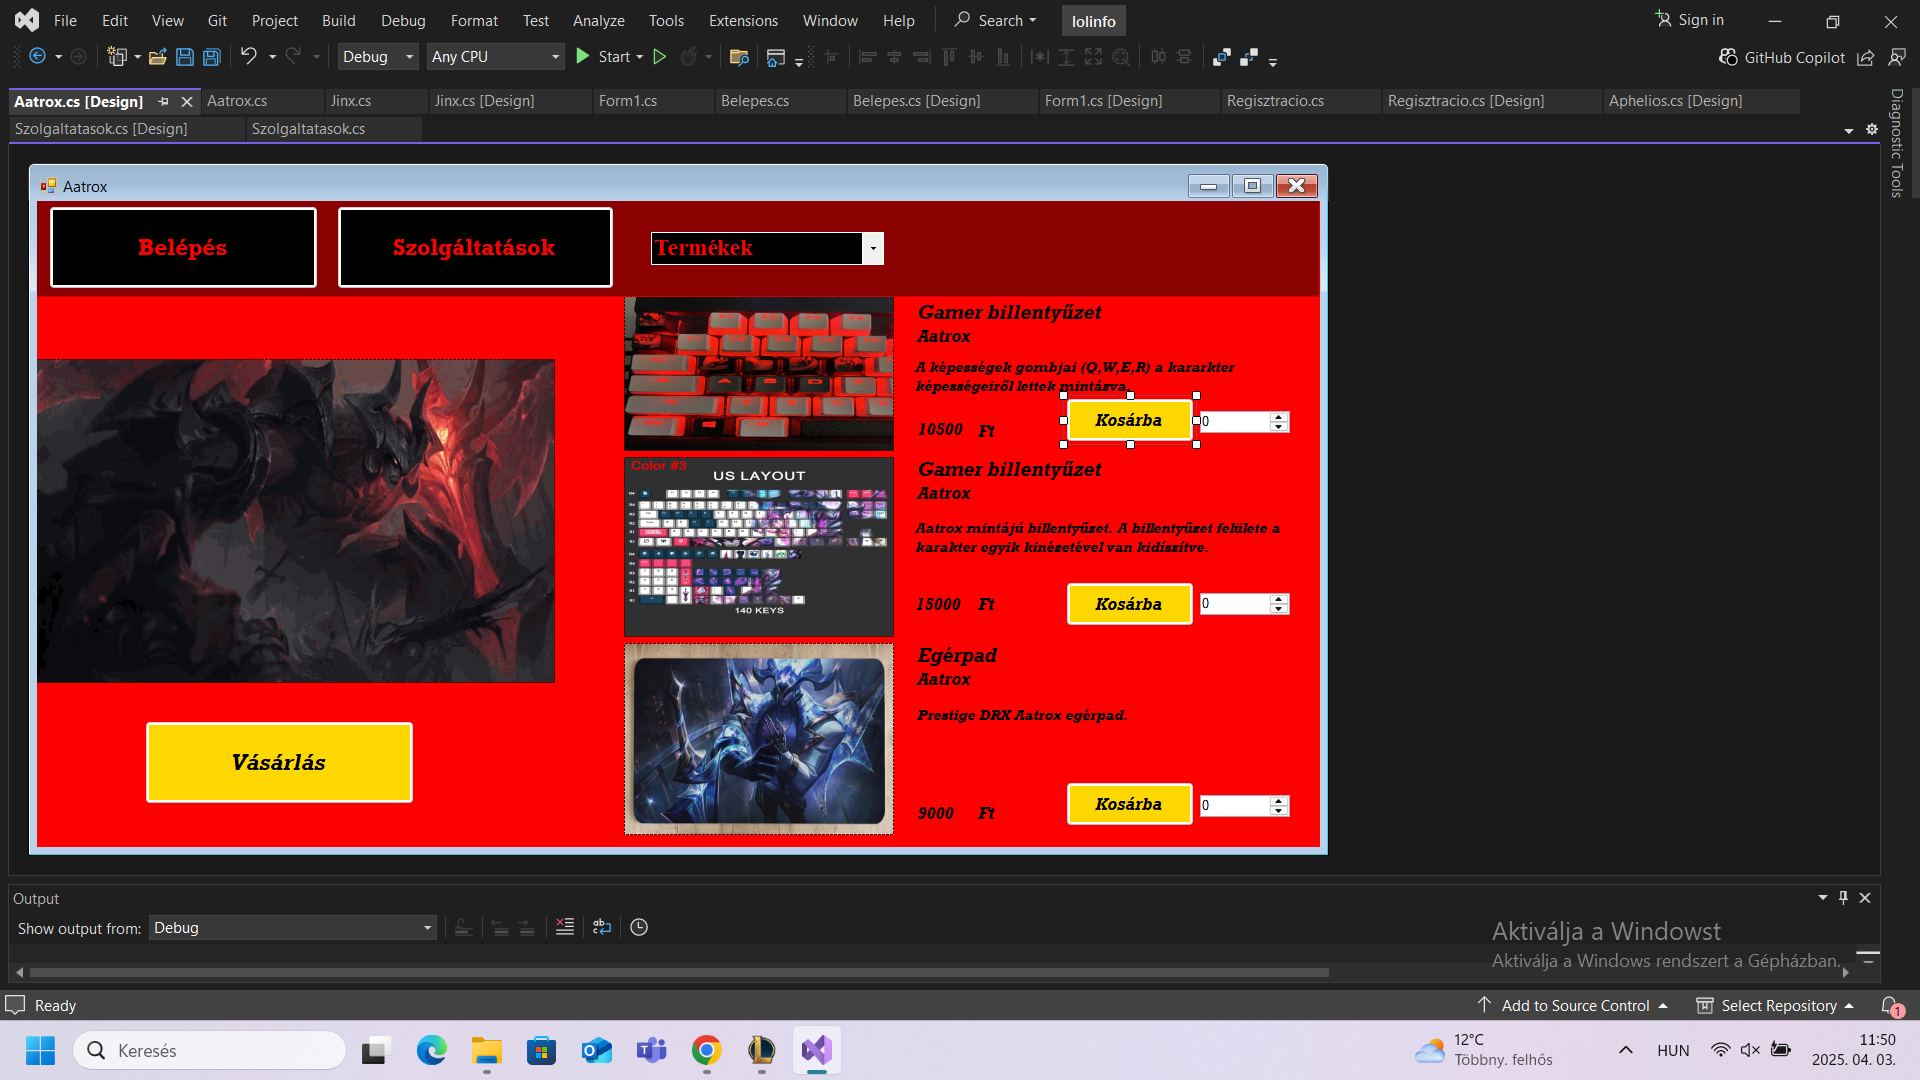 File Edit View Git Project Build Debug Format Test Analyze Tools Extensions Window Help Search lolinfo Sign in
Debug Any CPU Start GitHub Copilot
Aatrox.cs [Design] Aatrox.cs Jinx.cs Jinx.cs [Design] Form1.cs Belepes.cs Belepes.cs [Design] Form1.cs [Design] Regisztracio.cs Regisztracio.cs [Design] Aphelios.cs [Design]
Szolgaltatasok.cs [Design] Szolgaltatasok.cs
Diagnostic Tools
Aatrox
Belépés Szolgáltatások Termékek
Gamer billentyűzet
Aatrox
A képességek gombjai (Q,W,E,R) a kararkter
képességeiről lettek mintásva.
10500 Ft Kosárba 0
Color #3
US LAYOUT
140 KEYS
Gamer billentyűzet
Aatrox
Aatrox mintájú billentyűzet. A billentyűzet felülete a
karakter egyik kinézetével van kidíszítve.
15000 Ft Kosárba 0
Egérpad
Aatrox
Prestige DRX Aatrox egérpad.
9000 Ft Kosárba 0
Vásárlás
Output
Show output from: Debug
Aktiválja a Windowst
Aktiválja a Windows rendszert a Gépházban.
Ready Add to Source Control Select Repository 1
Keresés
12°C
Többny. felhős
HUN
11:50
2025. 04. 03.